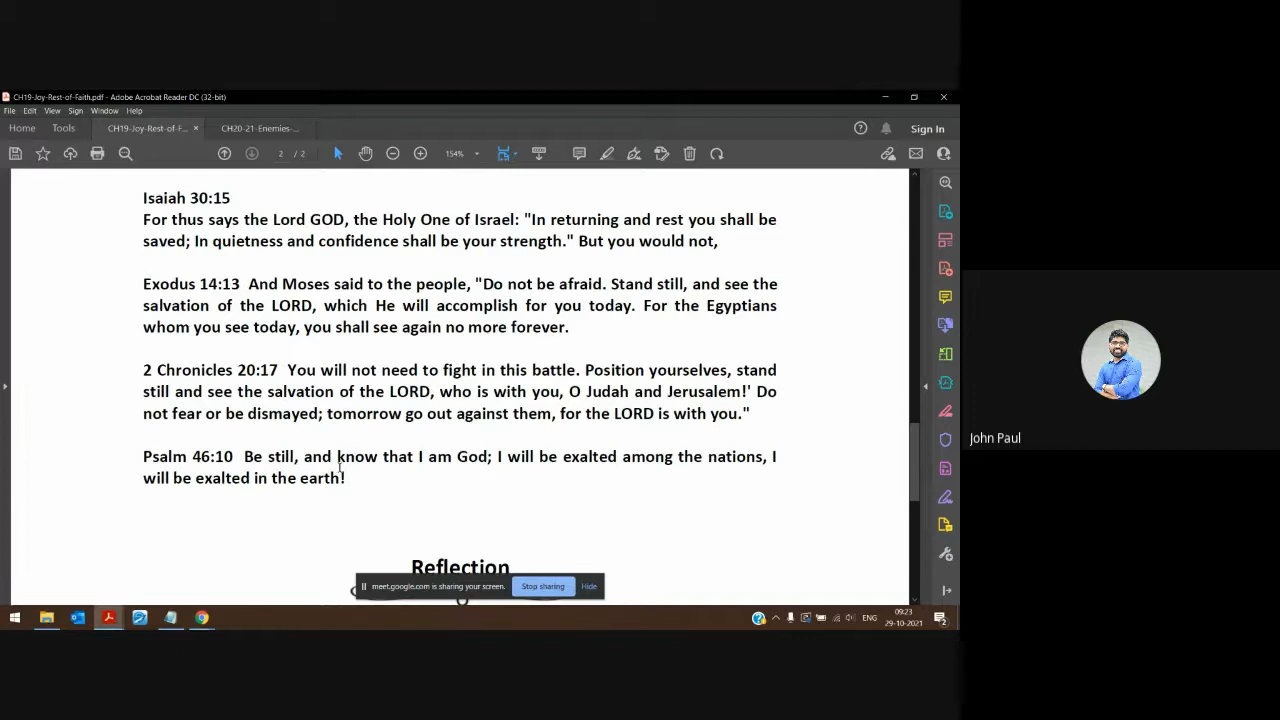 CH19-Joy-Rest-of-Faith.pdf - Adobe Acrobat Reader DC (32-bit)
File Edit View Sign Window Help
Home Tools CH19-Joy-Rest-of-F... × CH20-21-Enemies-... Sign In
2 / 2 154%
Isaiah 30:15
For thus says the Lord GOD, the Holy One of Israel: "In returning and rest you shall be
saved; In quietness and confidence shall be your strength." But you would not,
Exodus 14:13 And Moses said to the people, "Do not be afraid. Stand still, and see the
salvation of the LORD, which He will accomplish for you today. For the Egyptians
whom you see today, you shall see again no more forever.
2 Chronicles 20:17 You will not need to fight in this battle. Position yourselves, stand
still and see the salvation of the LORD, who is with you, O Judah and Jerusalem!' Do
not fear or be dismayed; tomorrow go out against them, for the LORD is with you."
Psalm 46:10 Be still, and know that I am God; I will be exalted among the nations, I
will be exalted in the earth!
John Paul
Reflection
meet.google.com is sharing your screen. Stop sharing Hide
ENG 09:23
29-10-2021
2